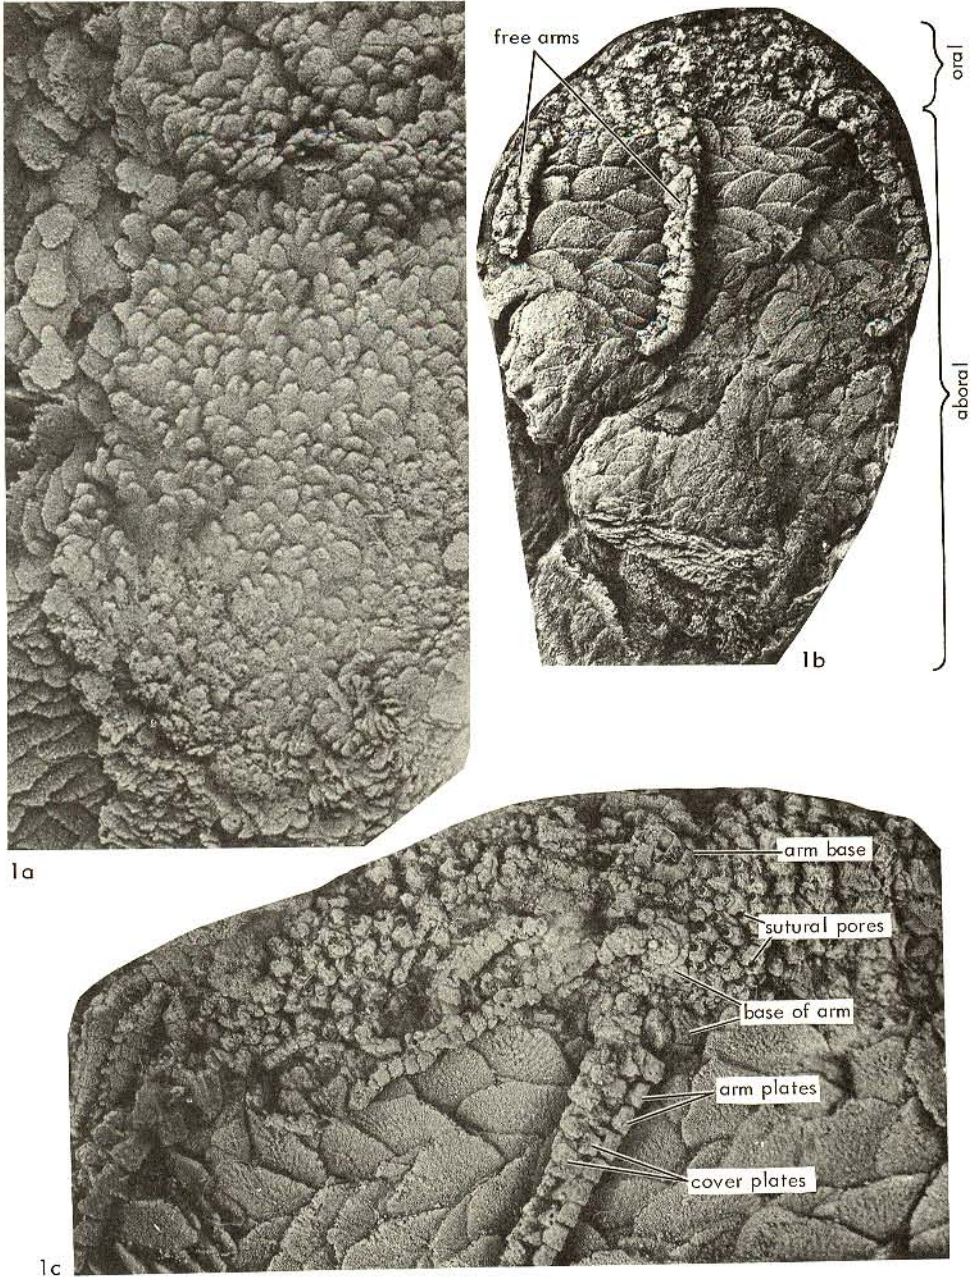 free arms
oral
aboral
1b
1a
arm base
sutural pores
base of arm
arm plates
cover plates
1c